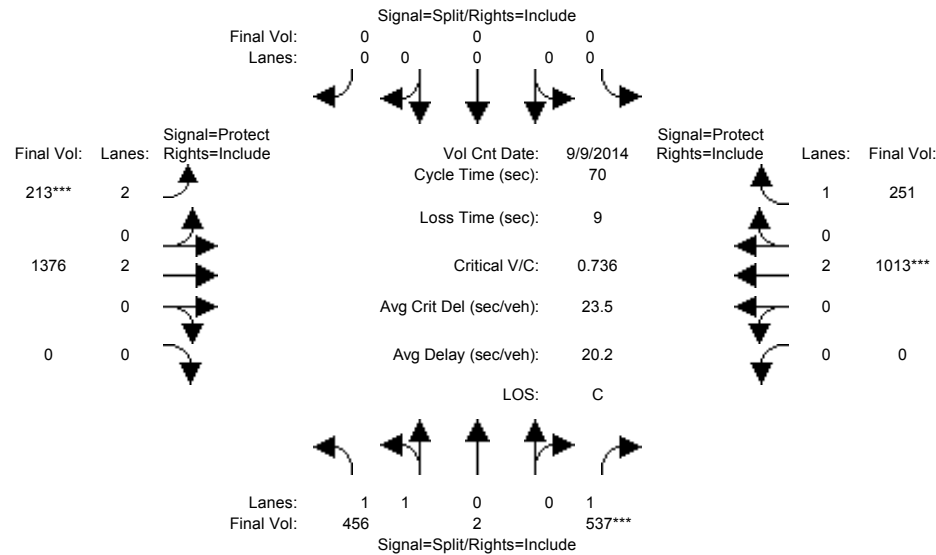 Signal=Split/Rights=Include
Final Vol: 0 0 0
Lanes: 0 0 0 0 0
Signal=Protect
Final Vol: Lanes: Rights=Include
Vol Cnt Date: 9/9/2014
Signal=Protect
Rights=Include Lanes: Final Vol:
Cycle Time (sec): 70
213*** 2
1 251
Loss Time (sec): 9
0
0
1376 2
Critical V/C: 0.736
2 1013***
0
Avg Crit Del (sec/veh): 23.5
0
0 0
Avg Delay (sec/veh): 20.2
0 0
LOS: C
Lanes: 1 1 0 0 1
Final Vol: 456 2 537***
Signal=Split/Rights=Include